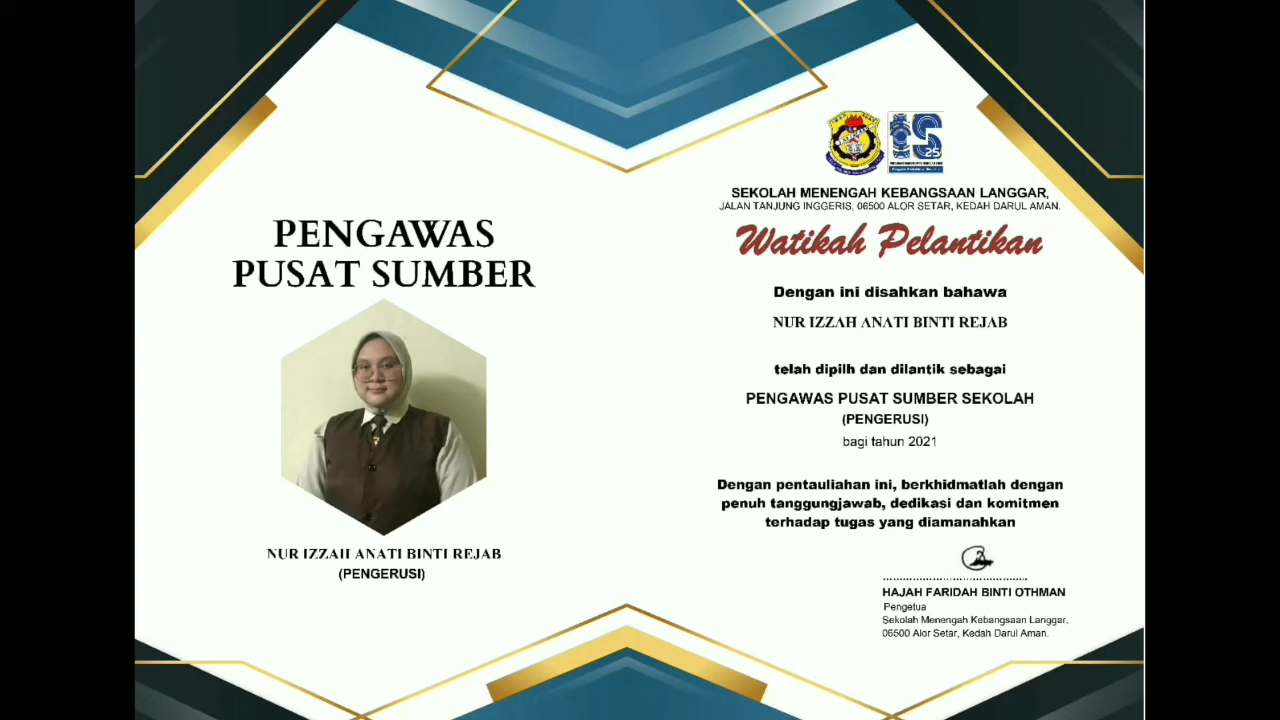 PENGAWAS
PUSAT SUMBER
NUR IZZAH ANATI BINTI REJAB
(PENGERUSI)
SEKOLAH MENENGAH KEBANGSAAN LANGGAR,
JALAN TANJUNG INGGERIS, 06500 ALOR SETAR, KEDAH DARUL AMAN.
Watikah Pelantikan
Dengan ini disahkan bahawa
NUR IZZAH ANATI BINTI REJAB
telah dipilh dan dilantik sebagai
PENGAWAS PUSAT SUMBER SEKOLAH
(PENGERUSI)
bagi tahun 2021
Dengan pentauliahan ini, berkhidmatlah dengan
penuh tanggungjawab, dedikasi dan komitmen
terhadap tugas yang diamanahkan
HAJAH FARIDAH BINTI OTHMAN
Pengetua
Sekolah Menengah Kebangsaan Langgar,
06500 Alor Setar, Kedah Darul Aman.